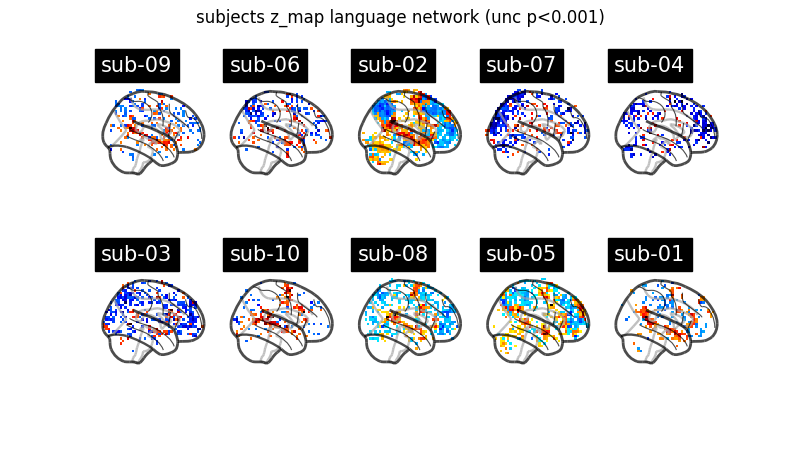 subjects z_map language network (unc p<0.001)
sub-09 sub-06 sub-02 sub-07 sub-04
sub-03 sub-10 sub-08 sub-05 sub-01